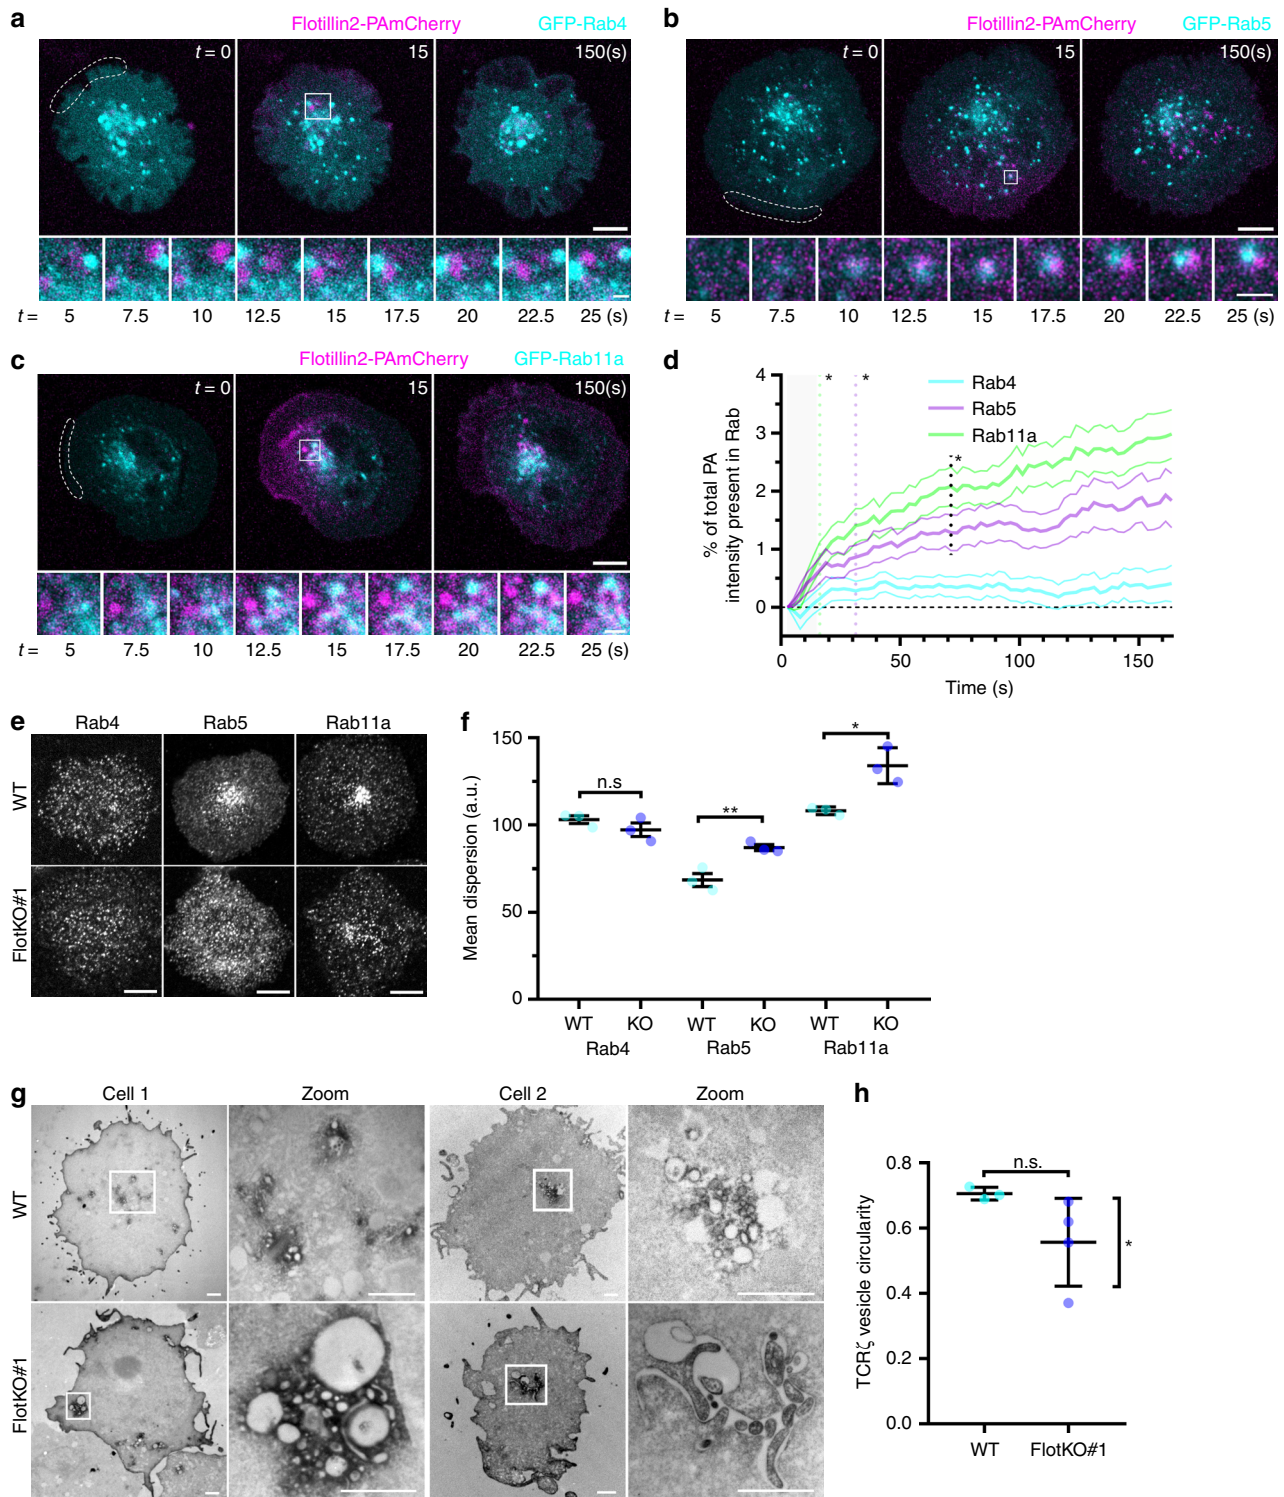 a
Flotillin2-PAmCherry GFP-Rab4
t = 0 15 150(s)
t = 5 7.5 10 12.5 15 17.5 20 22.5 25 (s)
b
Flotillin2-PAmCherry GFP-Rab5
t = 0 15 150(s)
t = 5 7.5 10 12.5 15 17.5 20 22.5 25 (s)
c
Flotillin2-PAmCherry GFP-Rab11a
t = 0 15 150(s)
t = 5 7.5 10 12.5 15 17.5 20 22.5 25 (s)
d
% of total PA
intensity present in Rab
4
3
2
1
0
* * *
Rab4
Rab5
Rab11a
0 50 100 150
Time (s)
e
Rab4 Rab5 Rab11a
WT
FlotKO#1
f
Mean dispersion (a.u.)
150
100
50
0
n.s
**
*
WT KO WT KO WT KO
Rab4 Rab5 Rab11a
g
Cell 1 Zoom Cell 2 Zoom
WT
FlotKO#1
h
TCRζ vesicle circularity
0.8
0.6
0.4
0.8
0.0
n.s.
*
WT FlotKO#1